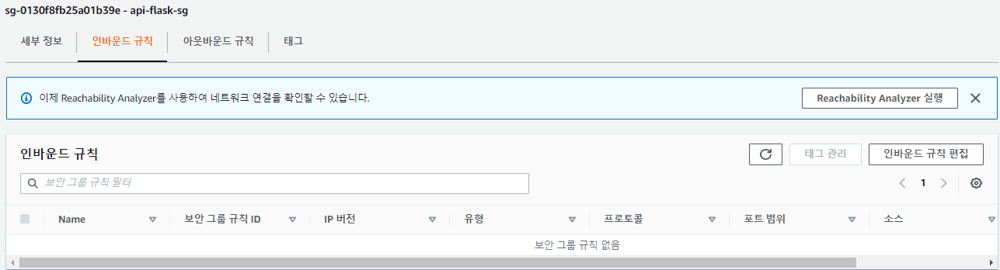 sg-0130f8fb25a01b39e - api-flask-sg
세부 정보 인바운드 규칙 아웃바운드 규칙 태그
이제 Reachability Analyzer를 사용하여 네트워크 연결을 확인할 수 있습니다. Reachability Analyzer 실행
인바운드 규칙 태그 관리 인바운드 규칙 편집
보안 그룹 규칙 필터 1
Name 보안 그룹 규칙 ID IP 버전 유형 프로토콜 포트 범위 소스
보안 그룹 규칙 없음